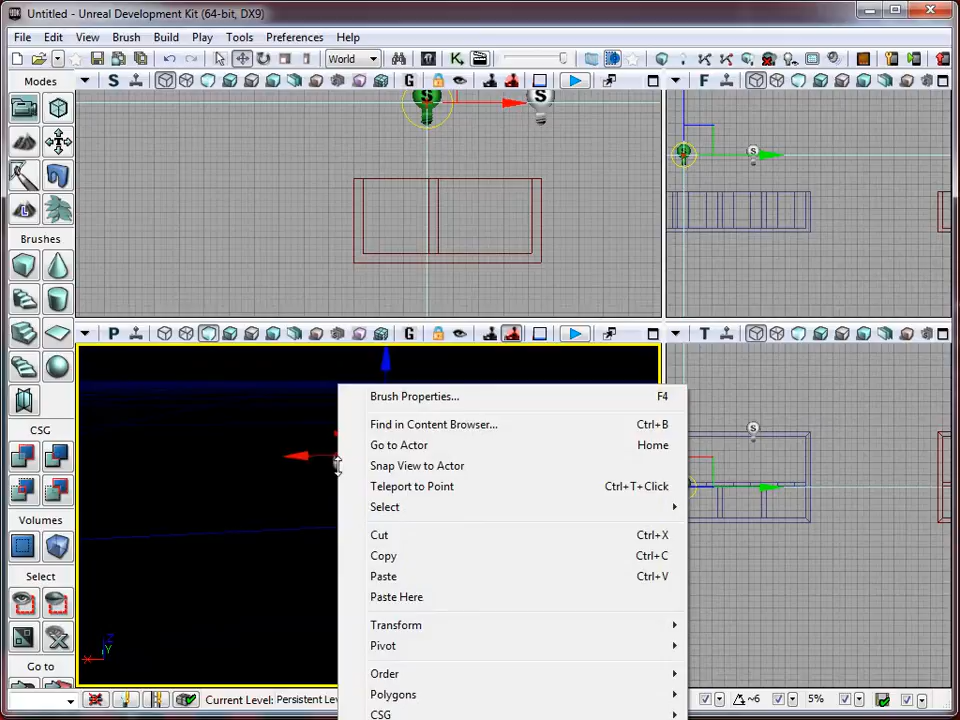 Untitled - Unreal Development Kit (64-bit, DX9)
File Edit View Brush Build Play Tools Preferences Help
World
Modes
S G
F
S S
S
Brushes
P G
T
CSG
Volumes
Select
Go to
Brush Properties... F4
Find in Content Browser... Ctrl+B
Go to Actor Home
Snap View to Actor
Teleport to Point Ctrl+T+Click
Select
Cut Ctrl+X
Copy Ctrl+C
Paste Ctrl+V
Paste Here
Transform
Pivot
Order
Polygons
CSG
S
Z
Y
X
Current Level: Persistent Le
~6 5%